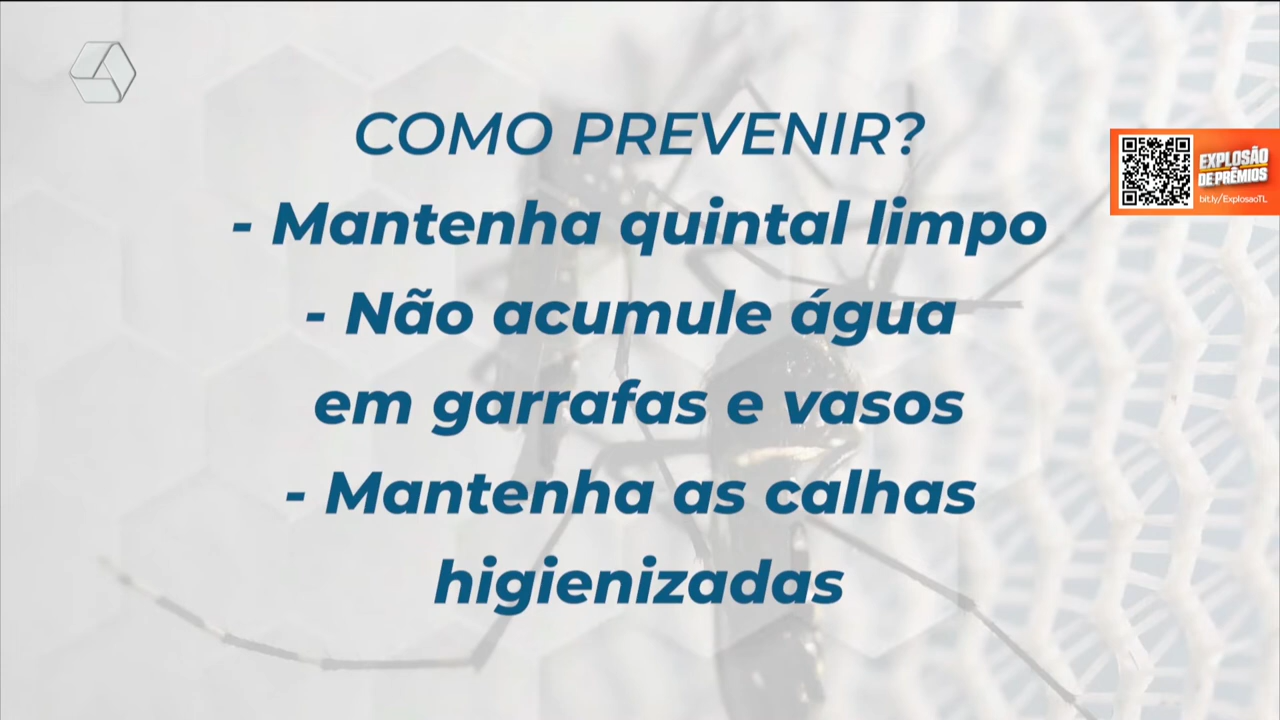 COMO PREVENIR?
- Mantenha quintal limpo
- Não acumule água
em garrafas e vasos
- Mantenha as calhas
higienizadas
EXPLOSÃO
DE PRÊMIOS
bit.ly/ExplosaoTL